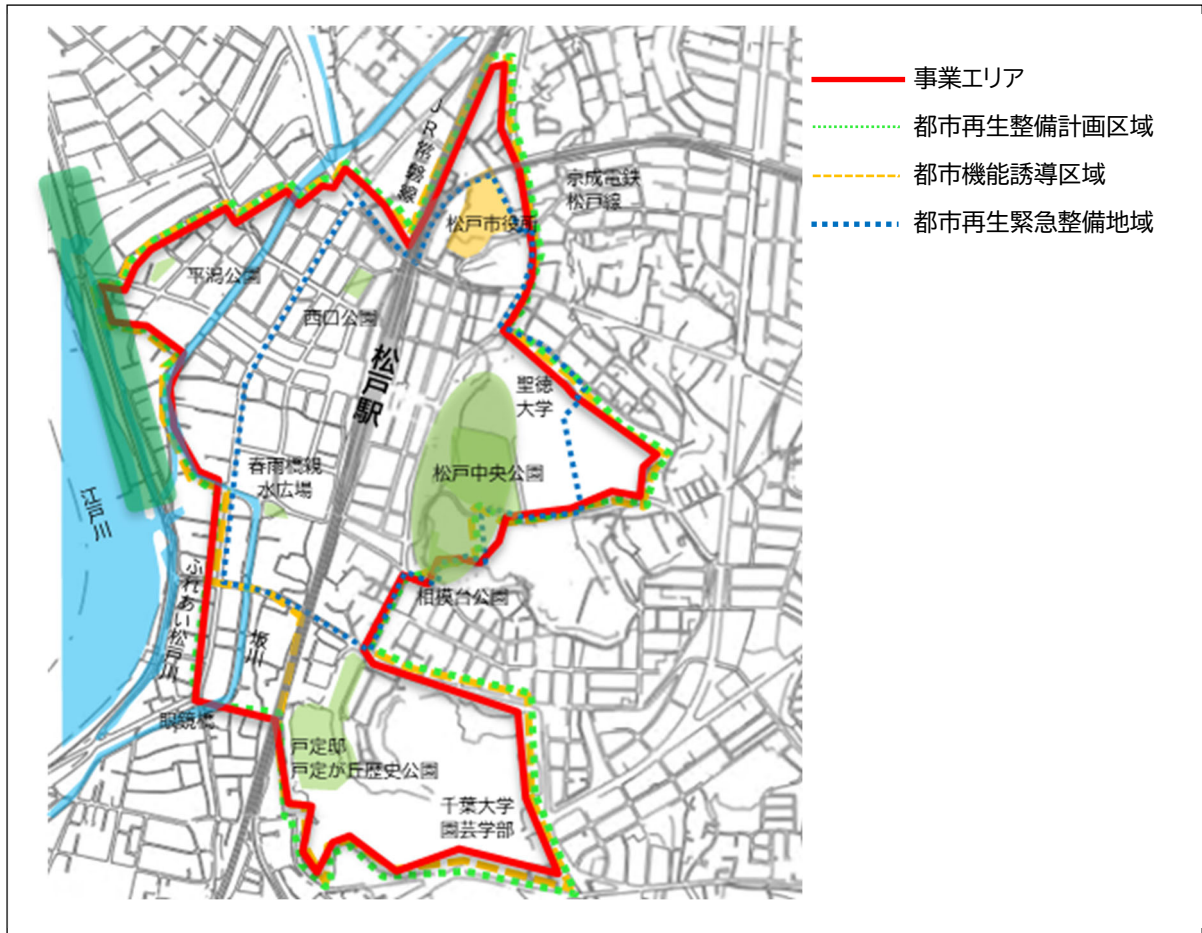 事業エリア
都市再生整備計画区域
都市機能誘導区域
都市再生緊急整備地域
JR常磐線
京成電鉄
松戸線
松戸市役所
平潟公園
西口公園
松戸駅
聖徳
大学
春雨橋親
水広場
松戸中央公園
江戸川
ふれあい松戸川
坂川
相模台公園
眼鏡橋
戸定邸
戸定が丘歴史公園
千葉大学
園芸学部